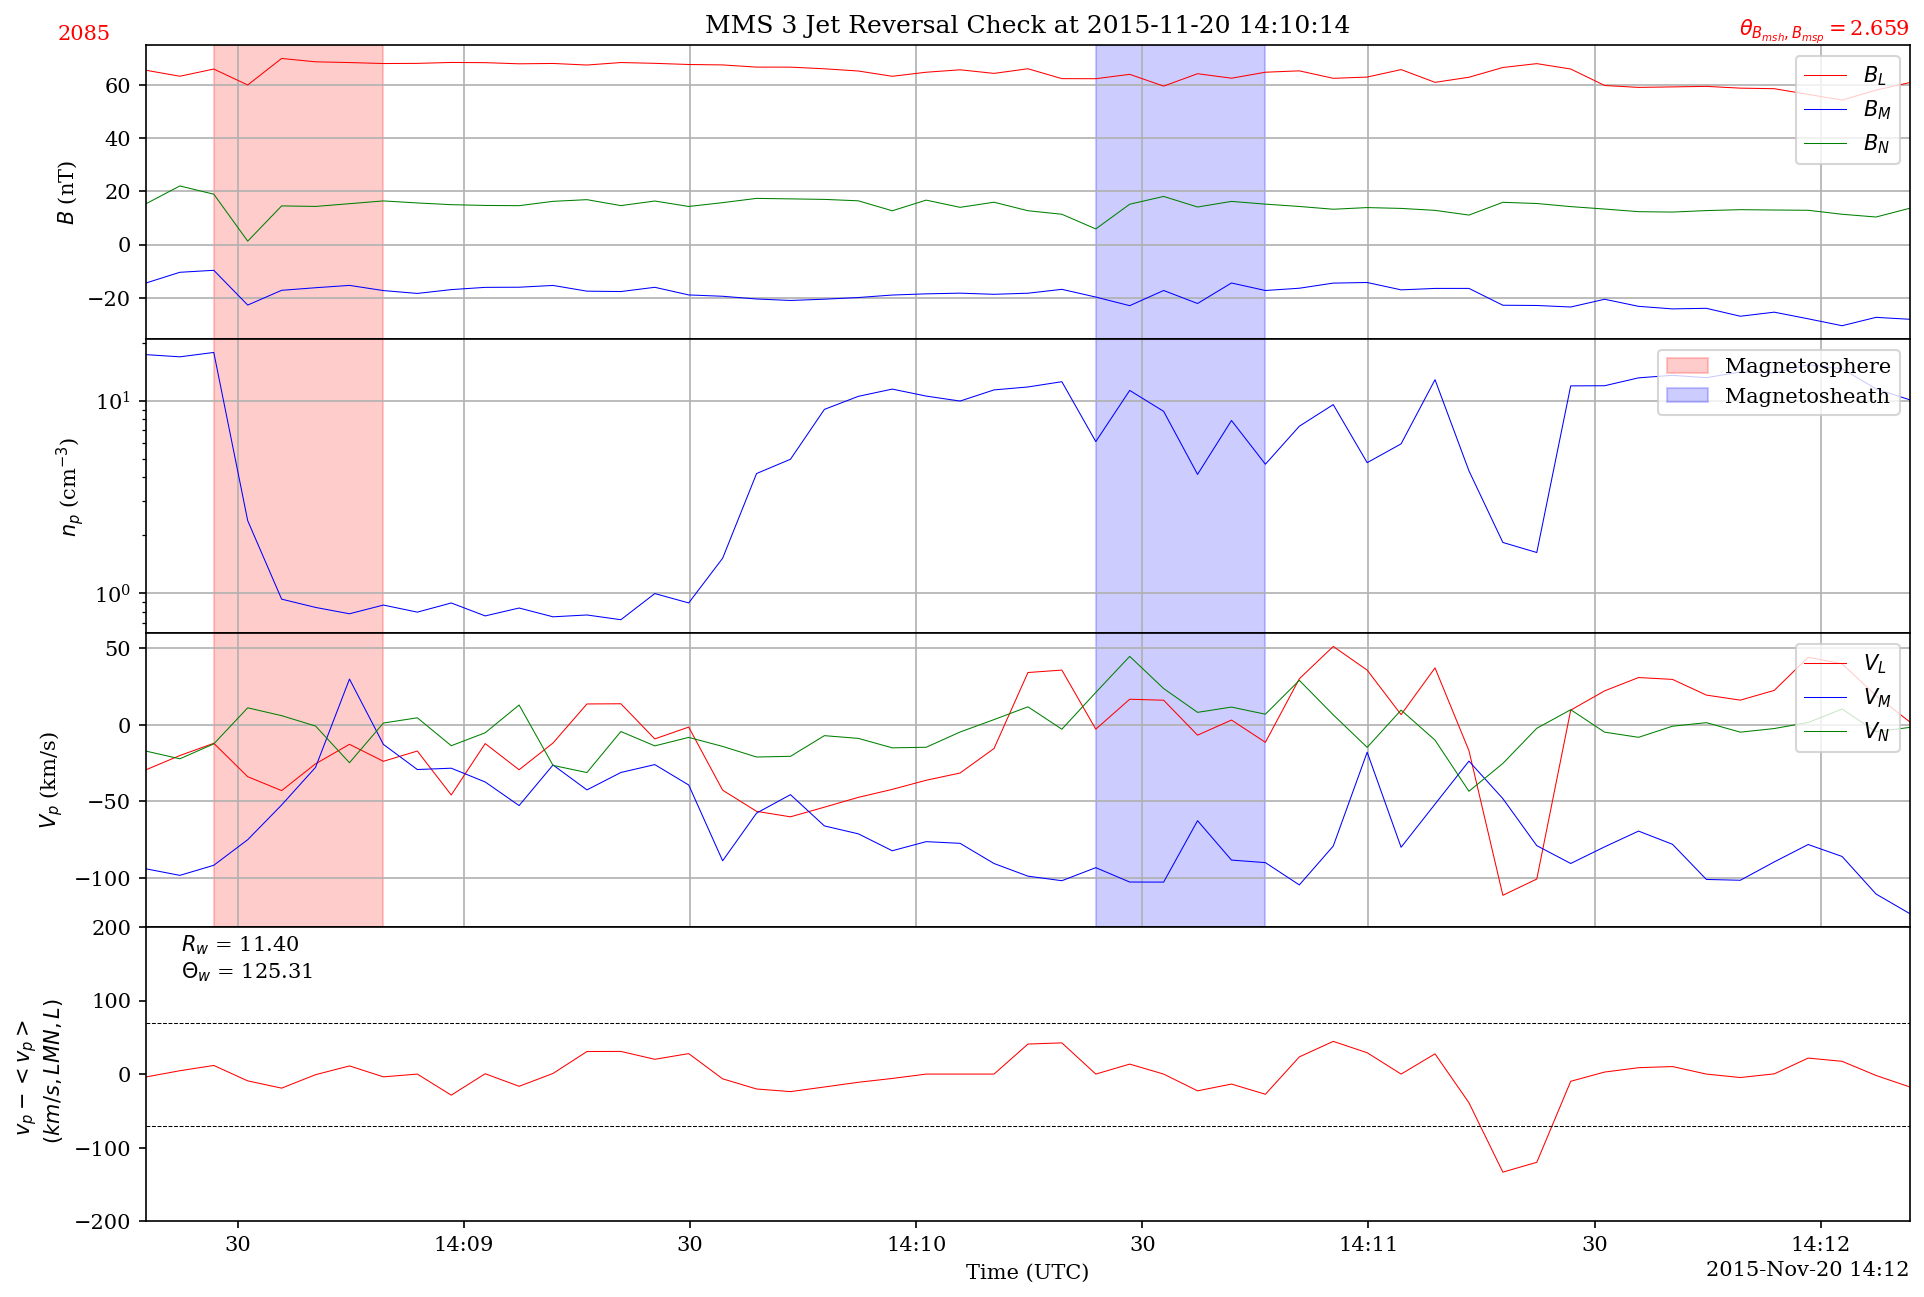 MMS 3 Jet Reversal Check at 2015-11-20 14:10:14
2085
θ_{B_{msh}, B_{msp}} = 2.659
B (nT)
60
40
20
0
−20
B_L
B_M
B_N
n_p (cm^{−3})
10^1
10^0
Magnetosphere
Magnetosheath
V_p (km/s)
50
0
−50
−100
V_L
V_M
V_N
v_p − < v_p >
(km/s, LMN, L)
200
100
0
−100
−200
R_w = 11.40
Θ_w = 125.31
30
14:09
30
14:10
30
14:11
30
14:12
Time (UTC)
2015-Nov-20 14:12